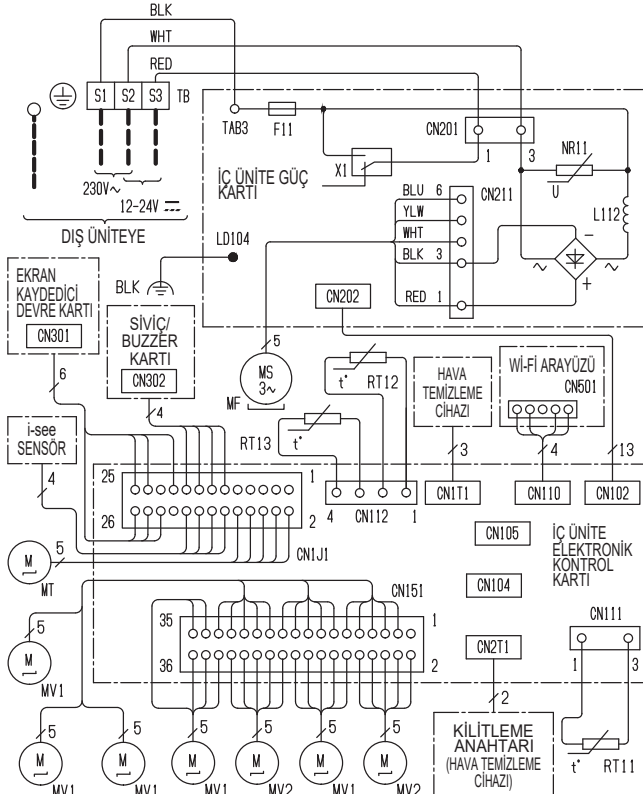 BLK
WHT
RED
S1 S2 S3 TB
TAB3
F11
CN201
1 3
NR11
U
X1
İÇ ÜNİTE GÜÇ
KARTI
230V~
12-24V
DIŞ ÜNİTEYE
BLU 6
YLW
WHT
BLK 3
RED 1
CN211
L112
~ ~
−
+
LD104
BLK
EKRAN
KAYDEDİCİ
DEVRE KARTI
CN301
6
SİVİÇ/
BUZZER
KARTI
CN302
4
CN202
5
MS
3~
MF
t°
RT12
RT13
t°
HAVA
TEMİZLEME
CİHAZI
3
Wİ-Fİ ARAYÜZÜ
CN501
4
13
i-see
SENSÖR
4
25 1
26 2
CN1J1
4 CN112 1
CN1T1
CN110
CN102
CN105
CN104
İÇ ÜNİTE
ELEKTRONİK
KONTROL
KARTI
M
5
MT
CN151
35 1
36 2
CN2T1
CN111
1 3
M
5
MV1
2
KİLİTLEME
ANAHTARI
(HAVA TEMİZLEME
CİHAZI)
t°
RT11
5 5 5 5 5 5
M M M M M M
MV1 MV1 MV1 MV2 MV1 MV2